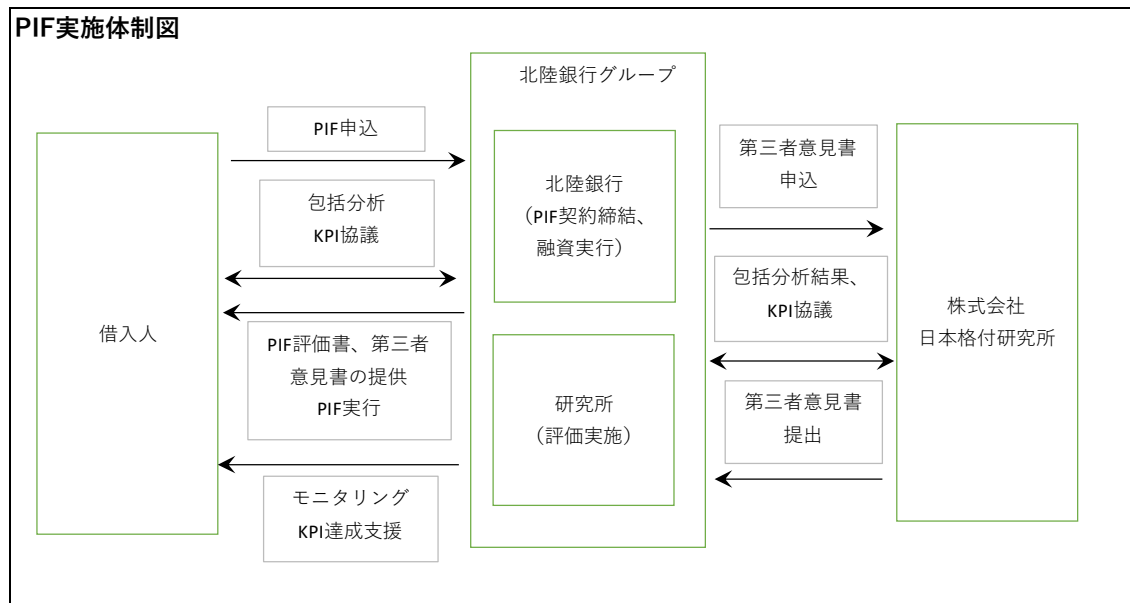 PIF実施体制図
借入人
PIF申込
包括分析
KPI協議
PIF評価書、第三者
意見書の提供
PIF実行
モニタリング
KPI達成支援
北陸銀行グループ
北陸銀行
（PIF契約締結、
融資実行）
研究所
（評価実施）
第三者意見書
申込
包括分析結果、
KPI協議
第三者意見書
提出
株式会社
日本格付研究所